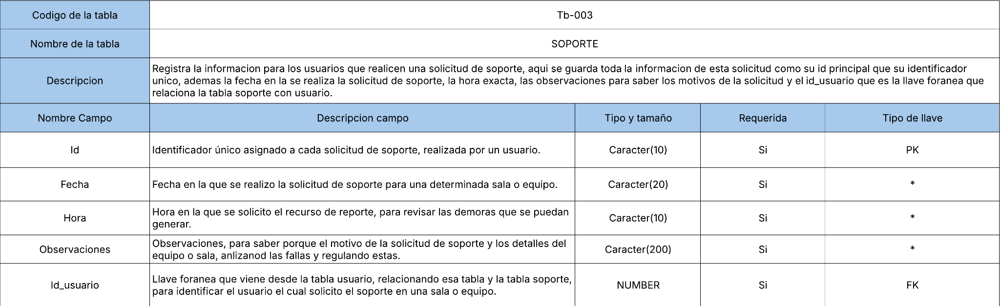 Codigo de la tabla
Tb-003
Nombre de la tabla
SOPORTE
Descripcion
Registra la informacion para los usuarios que realicen una solicitud de soporte, aqui se guarda toda la informacion de esta solicitud como su id principal que su identificador
unico, ademas la fecha en la se realiza la solicitud de soporte, la hora exacta, las observaciones para saber los motivos de la solicitud y el id_usuario que es la llave foranea que
relaciona la tabla soporte con usuario.
Nombre Campo
Descripcion campo
Tipo y tamaño
Requerida
Tipo de llave
Id
Identificador único asignado a cada solicitud de soporte, realizada por un usuario.
Caracter(10)
Si
PK
Fecha
Fecha en la que se realizo la solicitud de soporte para una determinada sala o equipo.
Caracter(20)
Si
*
Hora
Hora en la que se solicito el recurso de reporte, para revisar las demoras que se puedan
generar.
Caracter(10)
Si
*
Observaciones
Observaciones, para saber porque el motivo de la solicitud de soporte y los detalles del
equipo o sala, anlizanod las fallas y regulando estas.
Caracter(200)
Si
*
Id_usuario
Llave foranea que viene desde la tabla usuario, relacionando esa tabla y la tabla soporte,
para identificar el usuario el cual solicito el soporte en una sala o equipo.
NUMBER
Si
FK